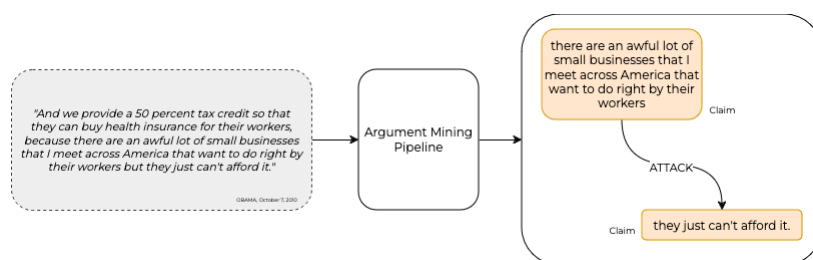 "And we provide a 50 percent tax credit so that
they can buy health insurance for their workers,
because there are an awful lot of small businesses
that I meet across America that want to do right by
their workers but they just can't afford it."
OBAMA, October 7, 2010
Argument Mining
Pipeline
there are an awful lot of
small businesses that I
meet across America that
want to do right by their
workers
Claim
ATTACK
Claim
they just can't afford it.